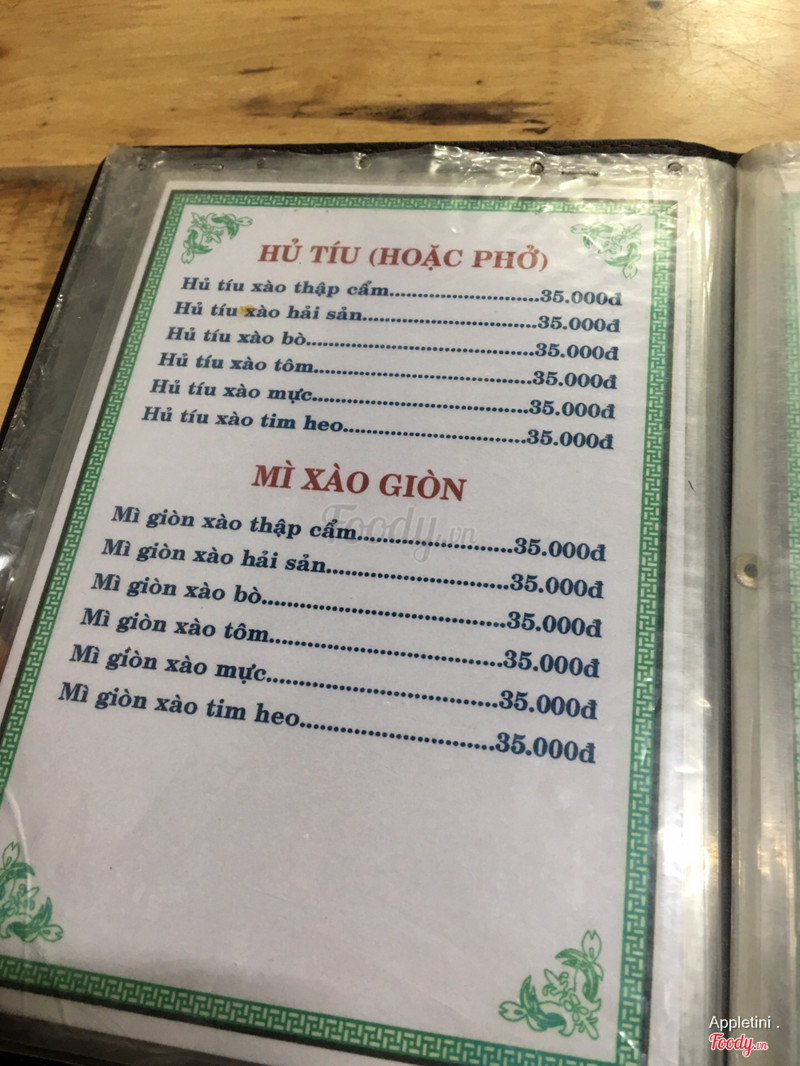 HỦ TÍU (HOẶC PHỞ)
Hủ tíu xào thập cẩm..............................35.000đ
Hủ tíu xào hải sản...................................35.000đ
Hủ tíu xào bò.............................................35.000đ
Hủ tíu xào tôm...........................................35.000đ
Hủ tíu xào mực..........................................35.000đ
Hủ tíu xào tim heo...................................35.000đ
MÌ XÀO GIÒN
Mì giòn xào thập cẩm.........................35.000đ
Mì giòn xào hải sản.............................35.000đ
Mì giòn xào bò.......................................35.000đ
Mì giòn xào tôm.....................................35.000đ
Mì giòn xào mực.....................................35.000đ
Mì giòn xào tim heo..............................35.000đ
Foody.vn
Appletini .
Foody.vn